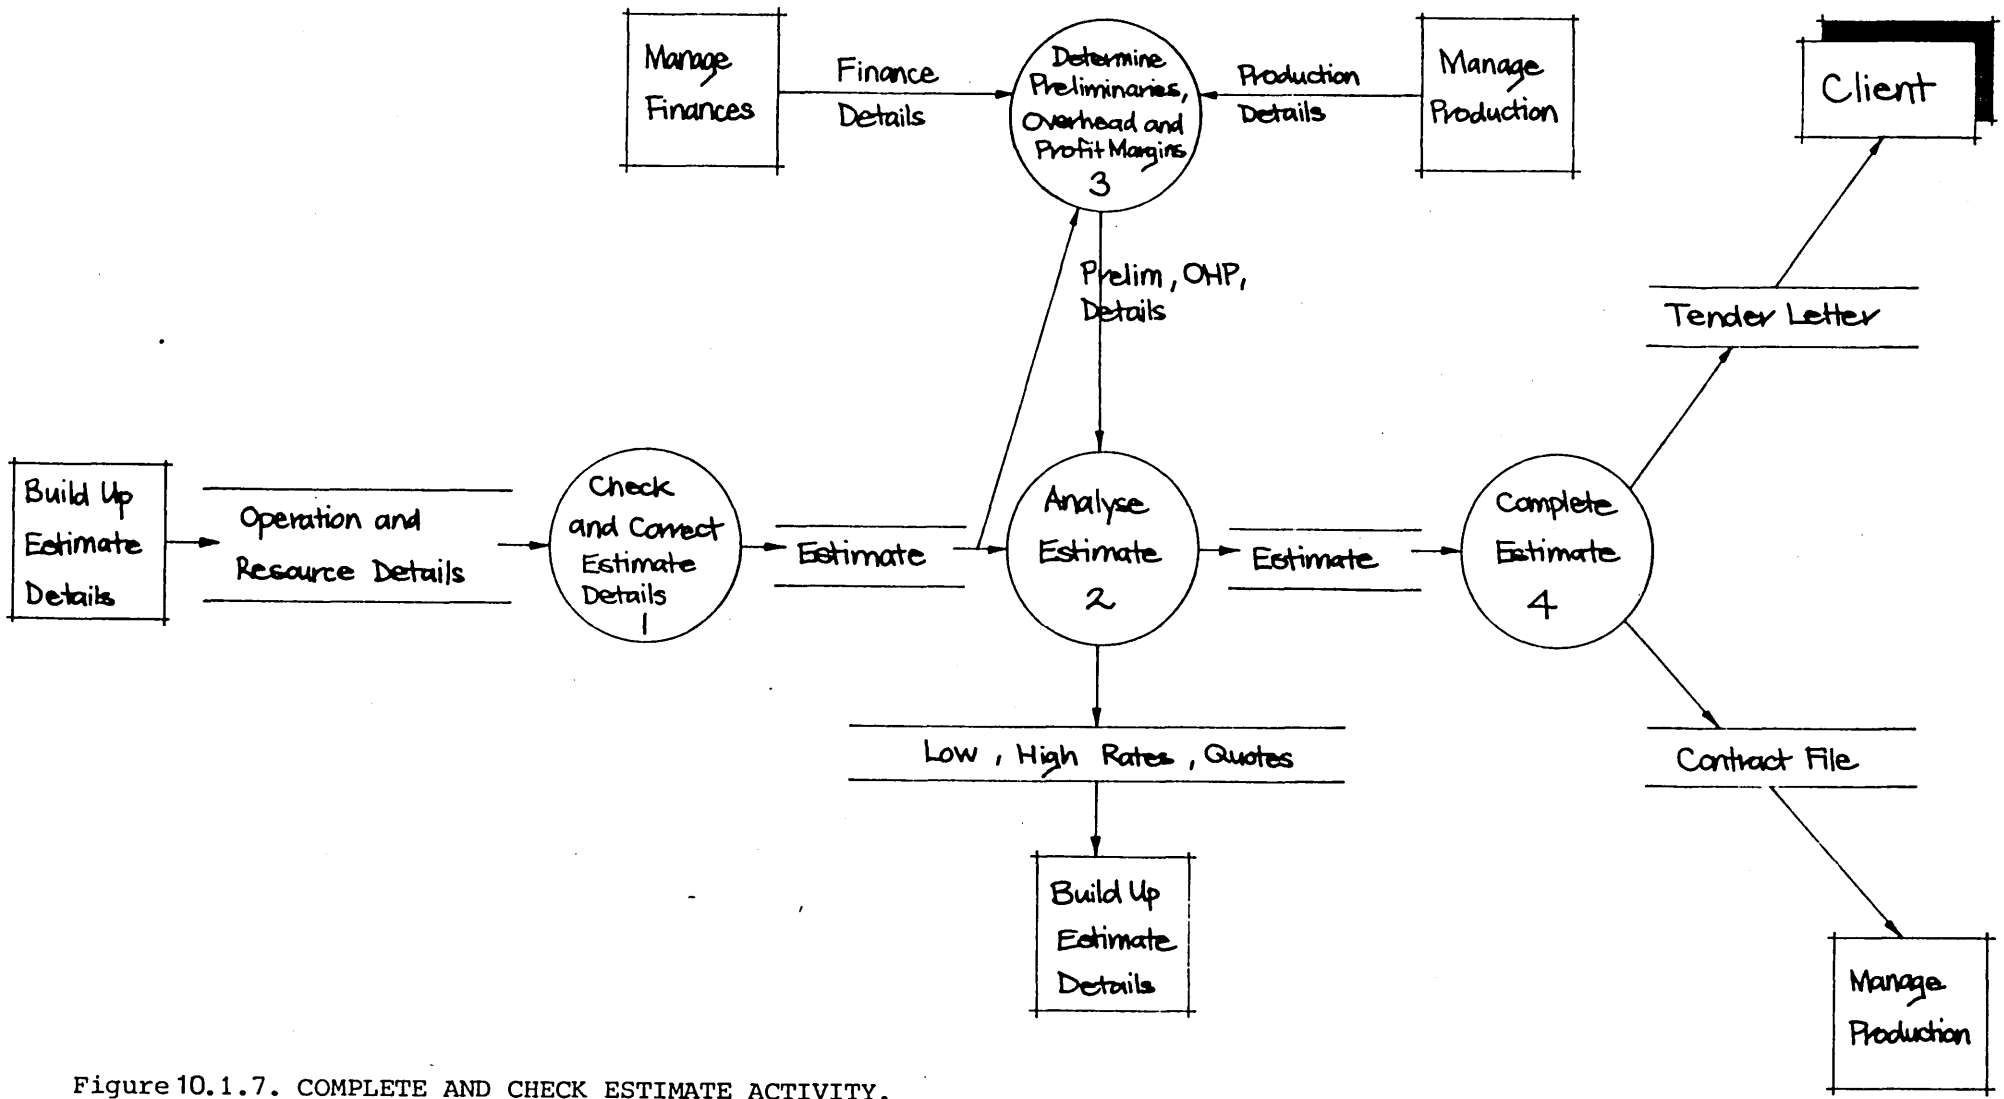 Manage
Finances
Finance
Details
Determine
Preliminaries,
Overhead and
Profit Margins
3
Production
Details
Manage
Production
Client
Prelim, OHP,
Details
Tender Letter
Build Up
Estimate
Details
Operation and
Resource Details
Check
and Correct
Estimate
Details
1
Estimate
Analyse
Estimate
2
Estimate
Complete
Estimate
4
Low, High Rates, Quotes
Contract File
Build Up
Estimate
Details
Manage
Production
Figure 10.1.7. COMPLETE AND CHECK ESTIMATE ACTIVITY.